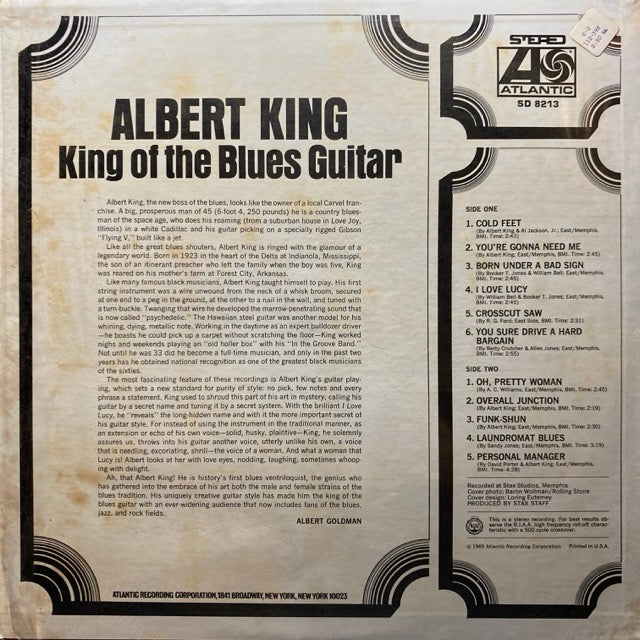 ALBERT KING
King of the Blues Guitar
Albert King, the new boss of the blues, looks like the owner of a local Carvel fran-
chise. A big, prosperous man of 45 (6-foot 4, 250 pounds) he is a country blues-
man of the space age, who does his roaming (from a suburban house in Love Joy,
Illinois) in a white Cadillac and his guitar picking on a specially rigged Gibson
"Flying V," built like a jet.
Like all the great blues shouters, Albert King is ringed with the glamour of a
legendary world. Born in 1923 in the heart of the Delta at Indianola, Mississippi,
the son of an itinerant preacher who left the family when the boy was five, King
was reared on his mother's farm at Forest City, Arkansas.
Like many famous black musicians, Albert King taught himself to play. His first
string instrument was a wire unwound from the neck of a whisk broom, secured
at one end to a peg in the ground, at the other to a nail in the wall, and tuned with
a turn-buckle. Twanging that wire he developed the marrow-penetrating sound that
is now called "psychedelic." The Hawaiian steel guitar was another model for his
whining, dying, metallic note. Working in the daytime as an expert bulldozer driver
—he boasts he could pick up a carpet without scratching the floor—King worked
nights and weekends playing an "old holler box" with his "In the Groove Band."
Not until he was 33 did he become a full-time musician, and only in the past two
years has he obtained national recognition as one of the greatest black musicians
of the sixties.
The most fascinating feature of these recordings is Albert King's guitar play-
ing, which sets a new standard for purity of style: no pick, few notes and every
phrase a statement. King used to shroud this part of his art in mystery, calling his
guitar by a secret name and tuning it by a secret system. With the brilliant I Love
Lucy, he "reveals" the long-hidden name and with it the more important secret of
his guitar style. For instead of using the instrument in the traditional manner, as
an extension or echo of his own voice—solid, husky, plaintive—King, he solemnly
assures us, throws into his guitar another voice, utterly unlike his own, a voice
that is needling, excoriating, shrill—the voice of a woman. And what a woman that
Lucy is! Albert looks at her with love eyes, nodding, laughing, sometimes whoop-
ing with delight.
Ah, that Albert King! He is history's first blues ventriloquist, the genius who
has gathered into the embrace of his art both the male and female strains of the
blues tradition. His uniquely creative guitar style has made him the king of the
blues guitar with an ever-widening audience that now includes fans of the blues,
jazz, and rock fields.
ALBERT GOLDMAN
ATLANTIC RECORDING CORPORATION, 1841 BROADWAY, NEW YORK, NEW YORK 10023
STEREO
ATLANTIC
SD 8213
SIDE ONE
1. COLD FEET
(By Albert King & Al Jackson, Jr.; East/Memphis,
BMI. Time: 2:43)
2. YOU'RE GONNA NEED ME
(By Albert King; East/Memphis, BMI. Time: 2:45)
3. BORN UNDER A BAD SIGN
(By Booker T. Jones & William Bell; East/Memphis,
BMI. Time: 2:45)
4. I LOVE LUCY
(By William Bell & Booker T. Jones; East/Memphis,
BMI. Time: 2:45)
5. CROSSCUT SAW
(By R. G. Ford; East Side, BMI. Time: 2:31)
6. YOU SURE DRIVE A HARD
BARGAIN
(By Betty Crutcher & Allen Jones; East/Memphis,
BMI. Time: 2:55)
SIDE TWO
1. OH, PRETTY WOMAN
(By A. C. Williams; East/Memphis, BMI. Time: 2:45)
2. OVERALL JUNCTION
(By Albert King; East/Memphis, BMI. Time: 2:19)
3. FUNK-SHUN
(By Albert King; East/Memphis, BMI. Time: 2:30)
4. LAUNDROMAT BLUES
(By Sandy Jones; East/Memphis, BMI. Time: 3:19)
5. PERSONAL MANAGER
(By David Porter & Albert King; East/Memphis,
BMI. Time: 4:28)
Recorded at Stax Studios, Memphis
Cover photo: Baron Wollman/Rolling Stone
Cover design: Loring Eutemey
PRODUCED BY STAX STAFF
This is a stereo recording. For best results ob-
serve the R.I.A.A. high frequency roll-off charac-
teristic with a 500 cycle crossover.
© 1969 Atlantic Recording Corporation Printed in U.S.A.